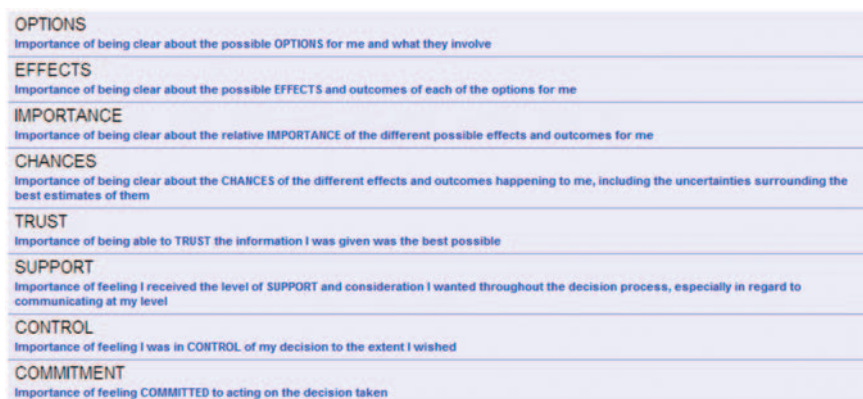 OPTIONS
Importance of being clear about the possible OPTIONS for me and what they involve
EFFECTS
Importance of being clear about the possible EFFECTS and outcomes of each of the options for me
IMPORTANCE
Importance of being clear about the relative IMPORTANCE of the different possible effects and outcomes for me
CHANCES
Importance of being clear about the CHANCES of the different effects and outcomes happening to me, including the uncertainties surrounding the
best estimates of them
TRUST
Importance of being able to TRUST the information I was given was the best possible
SUPPORT
Importance of feeling I received the level of SUPPORT and consideration I wanted throughout the decision process, especially in regard to
communicating at my level
CONTROL
Importance of feeling I was in CONTROL of my decision to the extent I wished
COMMITMENT
Importance of feeling COMMITTED to acting on the decision taken